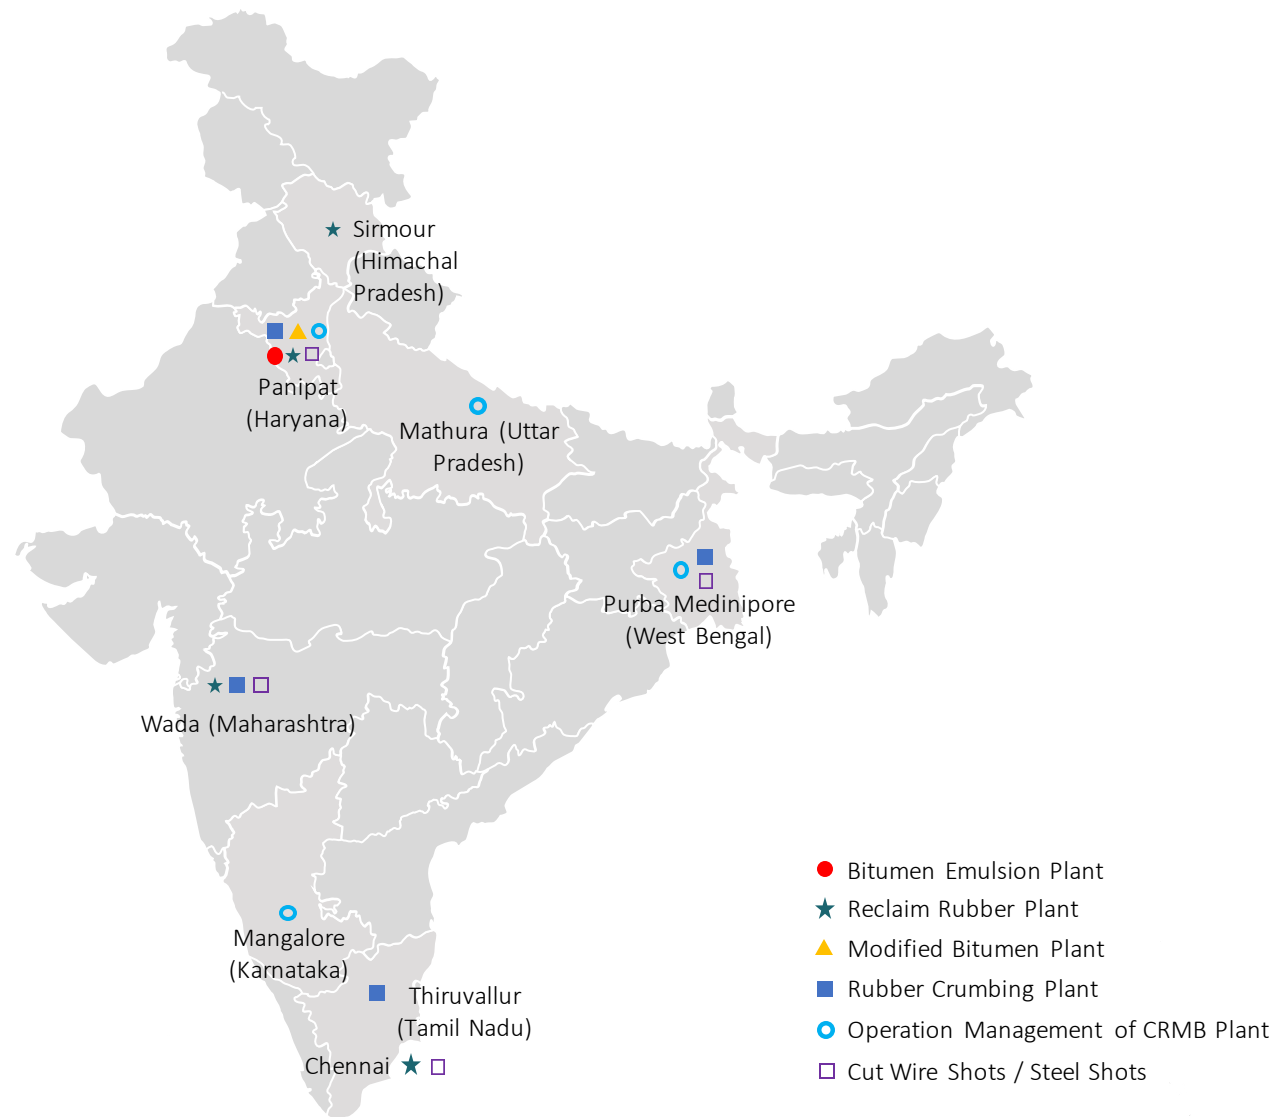 Sirmour
(Himachal
Pradesh)
Panipat
(Haryana)
Mathura (Uttar
Pradesh)
Purba Medinipore
(West Bengal)
Wada (Maharashtra)
Mangalore
(Karnataka)
Thiruvallur
(Tamil Nadu)
Chennai
Bitumen Emulsion Plant
Reclaim Rubber Plant
Modified Bitumen Plant
Rubber Crumbing Plant
Operation Management of CRMB Plant
Cut Wire Shots / Steel Shots